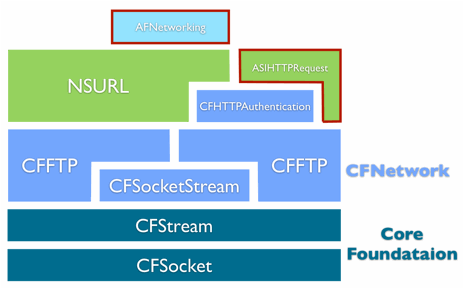 AFNetworking
NSURL
ASIHTTPRequest
CFHTTPAuthentication
CFFTP
CFFTP
CFNetwork
CFSocketStream
CFStream
Core
Foundataion
CFSocket